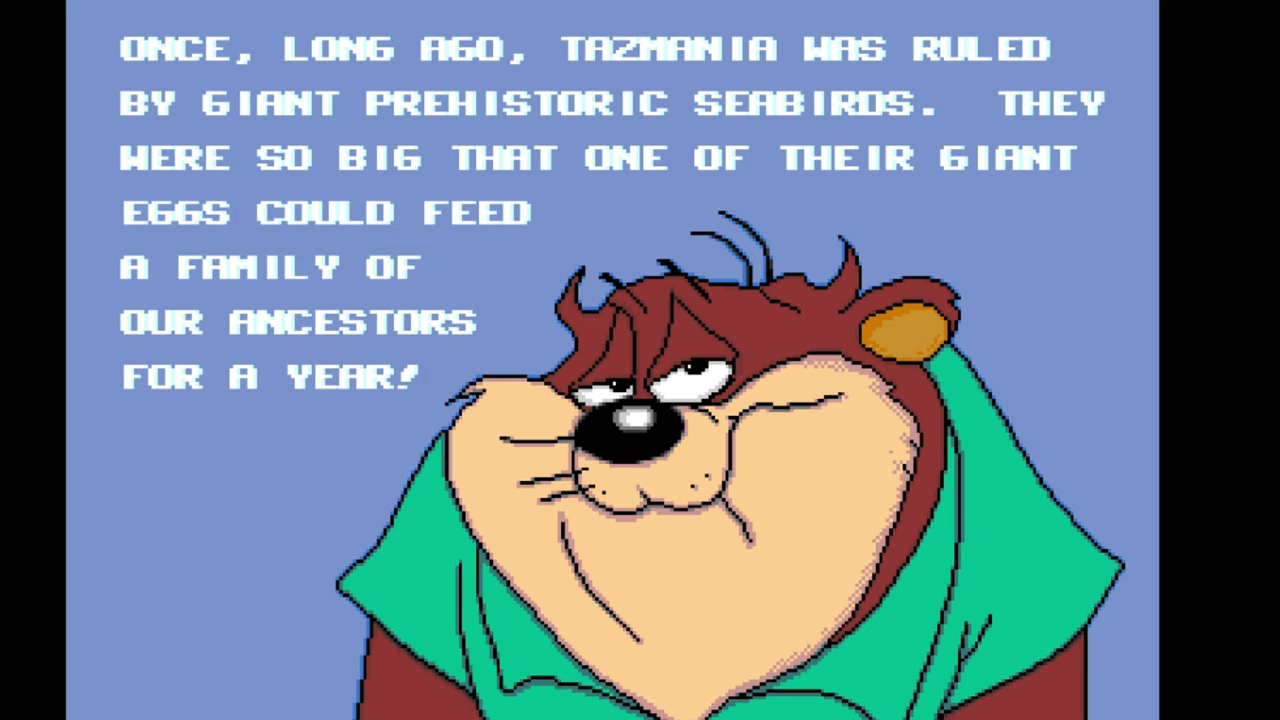 ONCE, LONG AGO, TAZMANIA WAS RULED
BY GIANT PREHISTORIC SEABIRDS. THEY
WERE SO BIG THAT ONE OF THEIR GIANT
EGGS COULD FEED
A FAMILY OF
OUR ANCESTORS
FOR A YEAR!